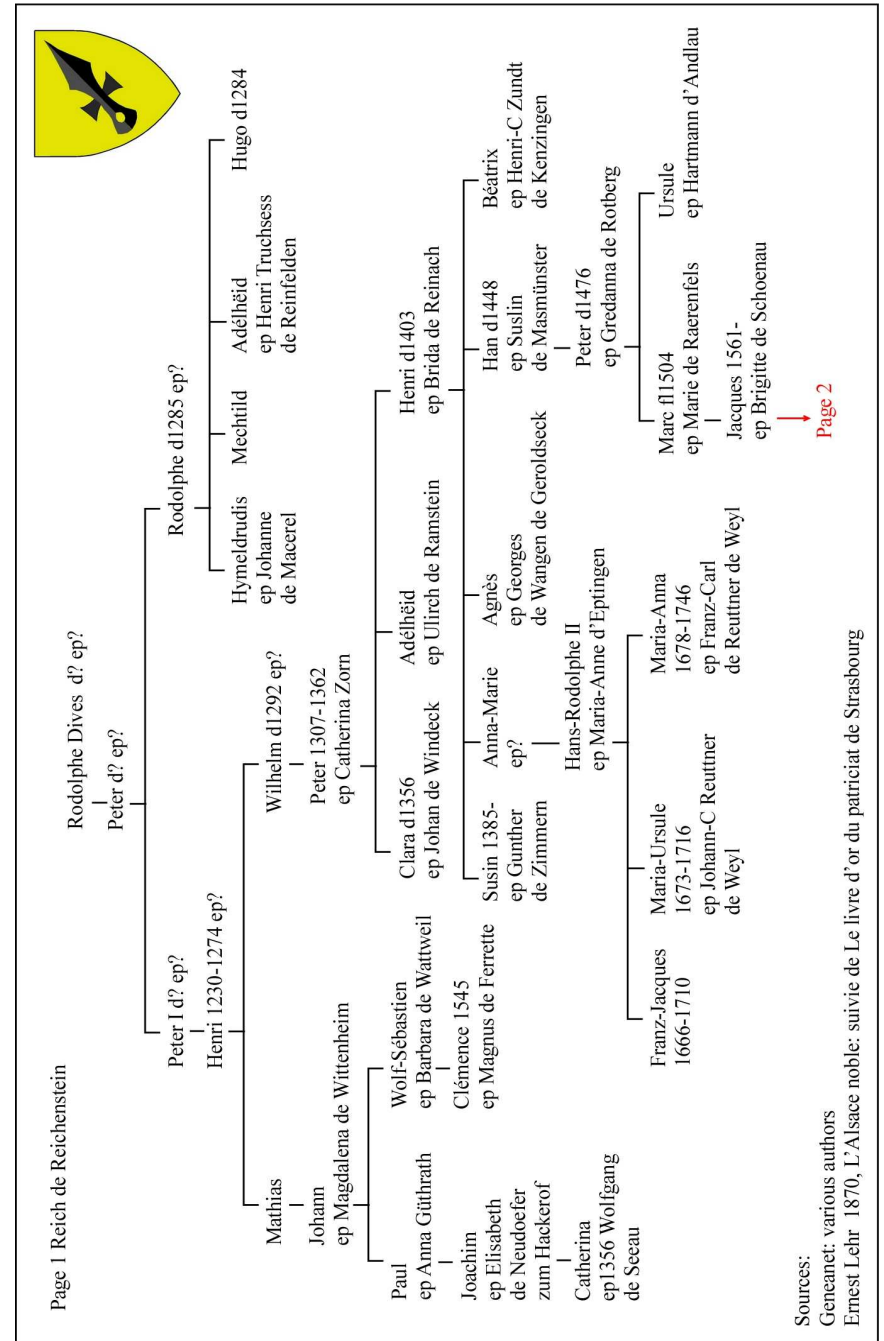 Page 1 Reich de Reichenstein
Rodolphe Dives d? ep?
Peter d? ep?
Peter I d? ep?
Rodolphe d1285 ep?
Henri 1230-1274 ep?
Hymeldrudis
ep Johanne
de Macerel
Mechtild
Adélhëid
ep Henri Truchsess
de Reinfelden
Hugo d1284
Mathias
Wilhelm d1292 ep?
Johann
ep Magdalena de Wittenheim
Peter 1307-1362
ep Catherina Zorn
Paul
ep Anna Güthrath
Wolf-Sébastien
ep Barbara de Wattweil
Clara d1356
ep Johan de Windeck
Adélhëid
ep Ulirch de Ramstein
Henri d1403
ep Brida de Reinach
Joachim
ep Elisabeth
de Neudoefer
zum Hackerof
Clémence 1545
ep Magnus de Ferrette
Susin 1385-
ep Gunther
de Zimmern
Anna-Marie
ep?
Agnès
ep Georges
de Wangen de Geroldseck
Han d1448
ep Suslin
de Masmünster
Béatrix
ep Henri-C Zundt
de Kenzingen
Catherina
ep1356 Wolfgang
de Seeau
Hans-Rodolphe II
ep Maria-Anne d'Eptingen
Peter d1476
ep Gredanna de Rotberg
Franz-Jacques
1666-1710
Maria-Ursule
1673-1716
ep Johann-C Reuttner
de Weyl
Maria-Anna
1678-1746
ep Franz-Carl
de Reuttner de Weyl
Marc fl1504
ep Marie de Raerenfels
Ursule
ep Hartmann d'Andlau
Jacques 1561-
ep Brigitte de Schoenau
Page 2
Sources:
Geneanet: various authors
Ernest Lehr 1870, L'Alsace noble: suivie de Le livre d'or du patriciat de Strasbourg